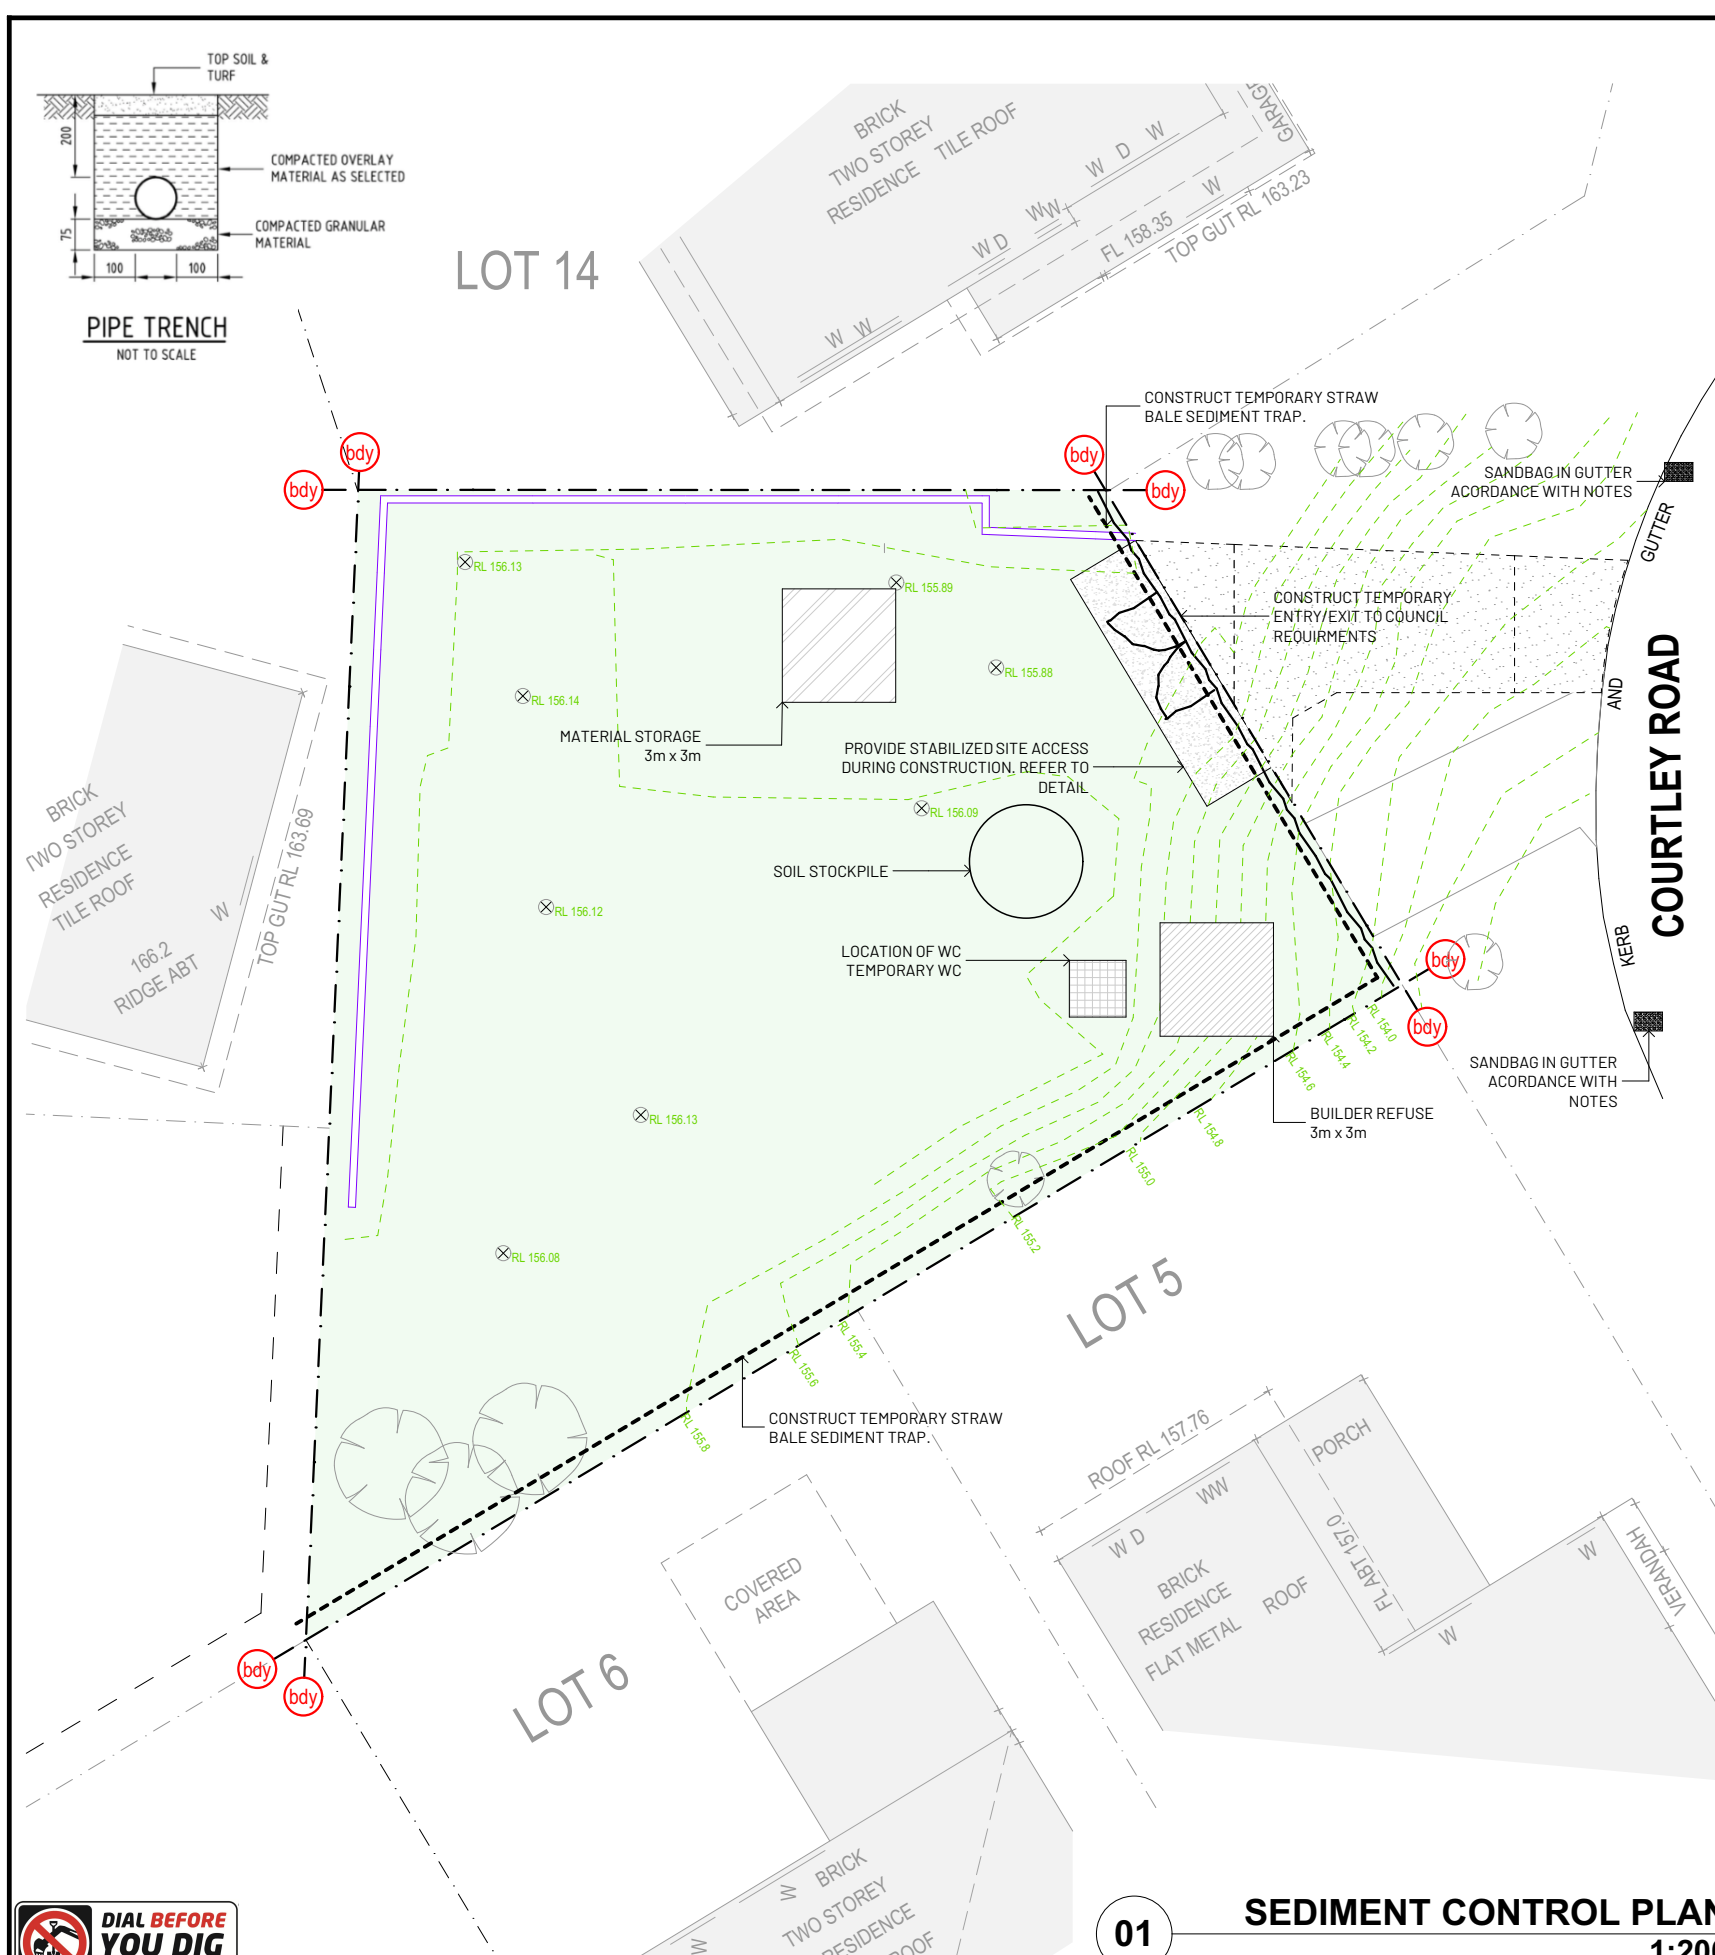 TOP SOIL &
TURF
200
COMPACTED OVERLAY
MATERIAL AS SELECTED
75
COMPACTED GRANULAR
MATERIAL
100
100
PIPE TRENCH
NOT TO SCALE
LOT 14
BRICK
TWO STOREY
RESIDENCE TILE ROOF
GARAGE
W D W
W
WW
W D
W W
FL 158.35
TOP GUT RL 163.23
CONSTRUCT TEMPORARY STRAW
BALE SEDIMENT TRAP.
bdy
bdy
bdy
bdy
SANDBAG IN GUTTER
ACORDANCE WITH NOTES
GUTTER
AND
KERB
COURTLEY ROAD
RL 156.13
RL 155.89
RL 155.88
RL 156.14
CONSTRUCT TEMPORARY
ENTRY/EXIT TO COUNCIL
REQUIRMENTS
MATERIAL STORAGE
3m x 3m
PROVIDE STABILIZED SITE ACCESS
DURING CONSTRUCTION. REFER TO
DETAIL
RL 156.09
SOIL STOCKPILE
RL 156.12
LOCATION OF WC
TEMPORARY WC
BRICK
TWO STOREY
RESIDENCE
TILE ROOF
W
166.2
RIDGE ABT
TOP GUT RL 163.69
bdy
bdy
RL 154.0
RL 154.2
RL 154.4
RL 154.6
RL 154.8
RL 155.0
RL 155.2
RL 155.4
RL 155.6
RL 155.8
SANDBAG IN GUTTER
ACORDANCE WITH
NOTES
BUILDER REFUSE
3m x 3m
RL 156.13
RL 156.08
LOT 5
CONSTRUCT TEMPORARY STRAW
BALE SEDIMENT TRAP.
ROOF RL 157.76
PORCH
WW
W D
FL ABT 157.0
BRICK
RESIDENCE
FLAT METAL ROOF
W
W
VERANDAH
COVERED
AREA
bdy
bdy
LOT 6
BRICK
TWO STOREY
RESIDENCE
ROOF
W
W
DIAL BEFORE
YOU DIG
01
SEDIMENT CONTROL PLAN
1:200